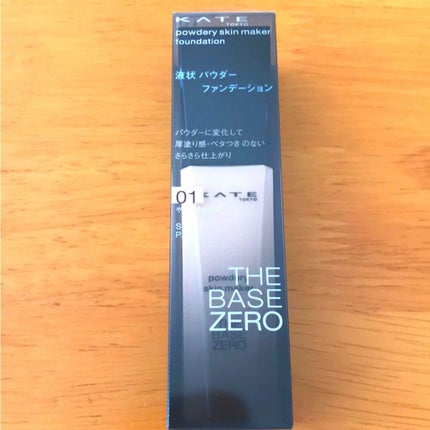 KATE
TOKYO
powdery skin maker
foundation
液状 パウダー
ファンデーション
パウダーに変化して
厚塗り感・ベタつき のない
さらさら仕上がり
01
KATE
TOKYO
powdery
skin maker
THE
BASE
ZERO
BASE
ZERO